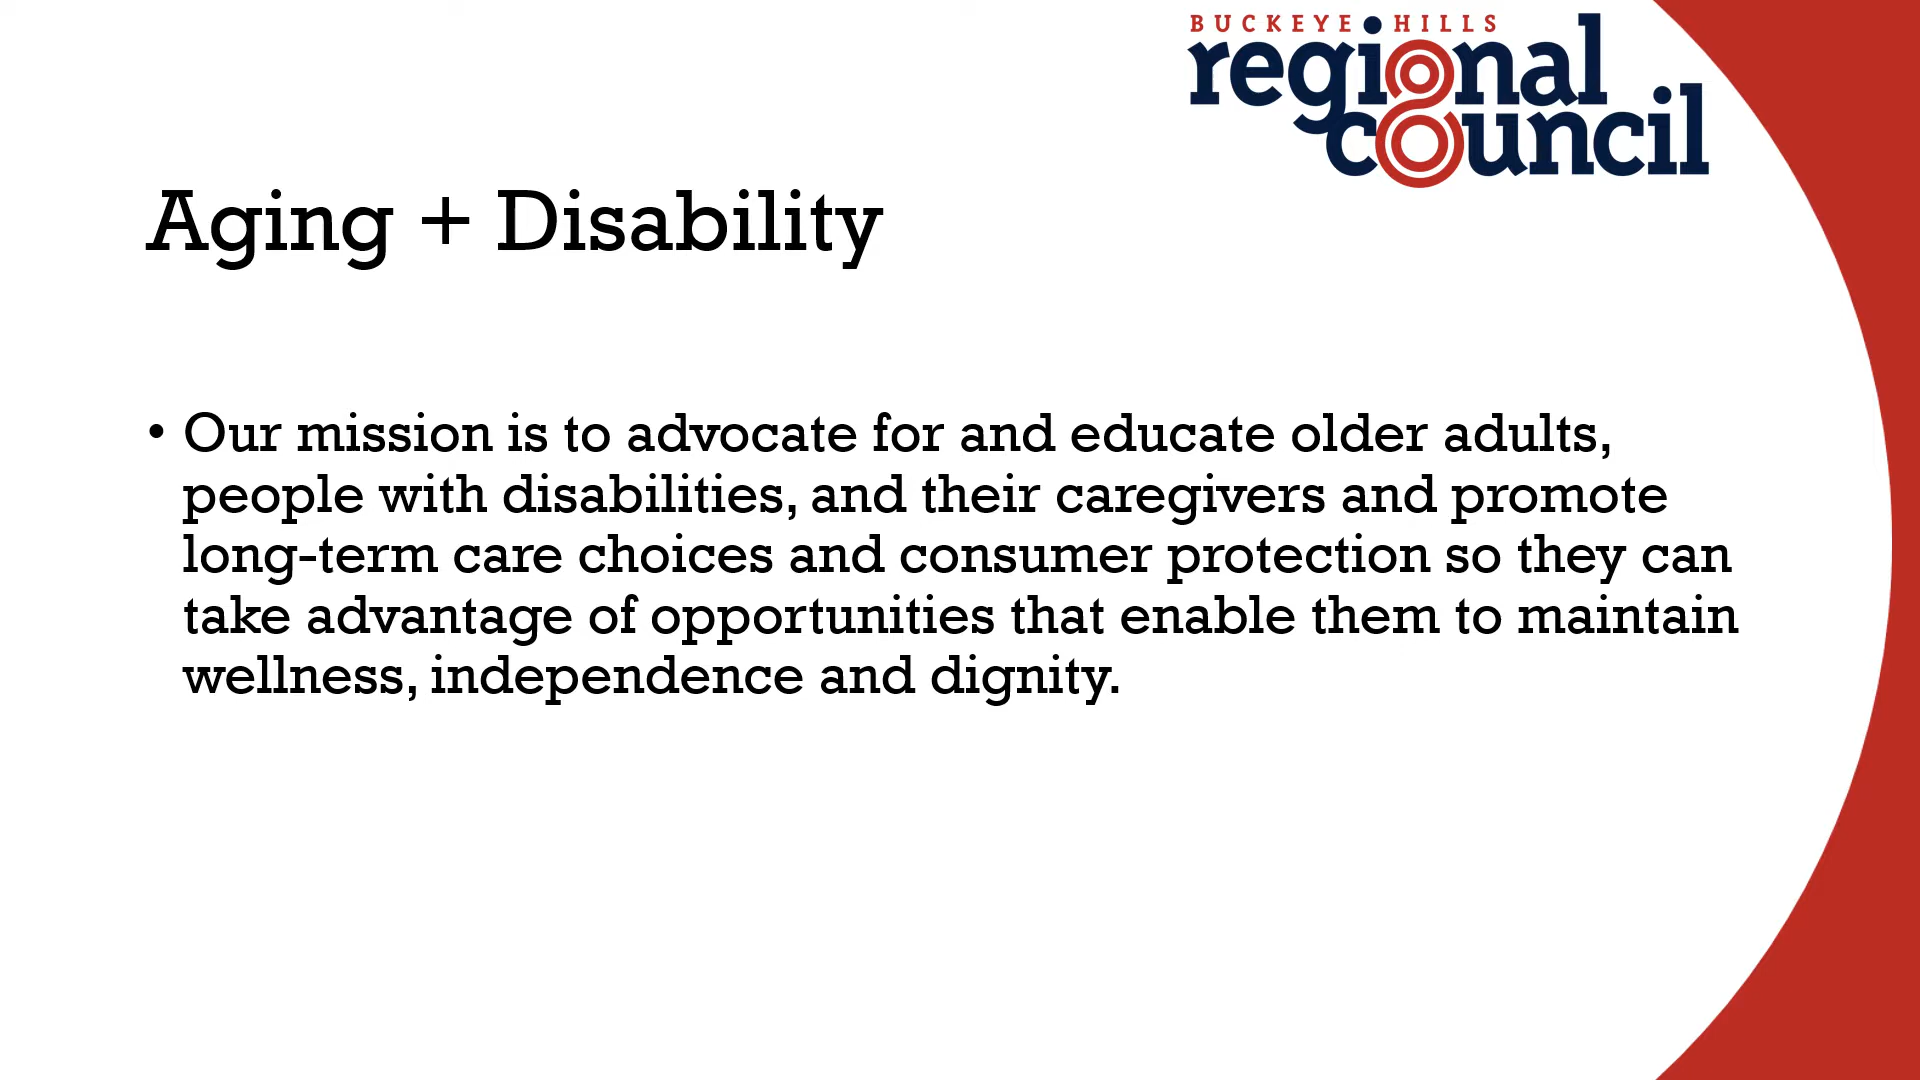 BUCKEYE HILLS
regional
council
Aging + Disability
• Our mission is to advocate for and educate older adults,
people with disabilities, and their caregivers and promote
long-term care choices and consumer protection so they can
take advantage of opportunities that enable them to maintain
wellness, independence and dignity.